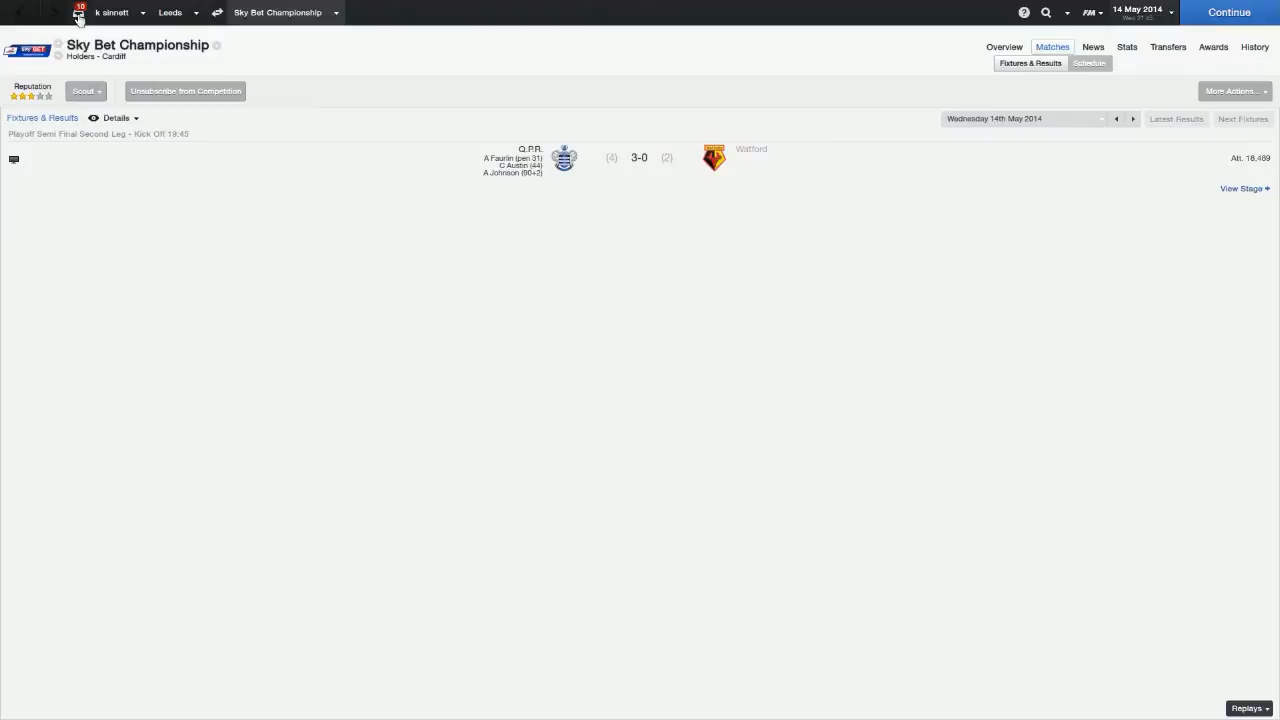 10
k sinnett Leeds Sky Bet Championship FM 14 May 2014 Continue
Wed 21:45
Sky Bet Championship
Holders - Cardiff
Overview Matches News Stats Transfers Awards History
Fixtures & Results Schedule
Reputation
Scout Unsubscribe from Competition More Actions...
Fixtures & Results Details Wednesday 14th May 2014 Latest Results Next Fixtures
Playoff Semi Final Second Leg - Kick Off 19:45
Q.P.R. (4) 3-0 (2) Watford
A Faurlin (pen 31) Att. 18,489
C Austin (44)
A Johnson (90+2)
View Stage
Replays